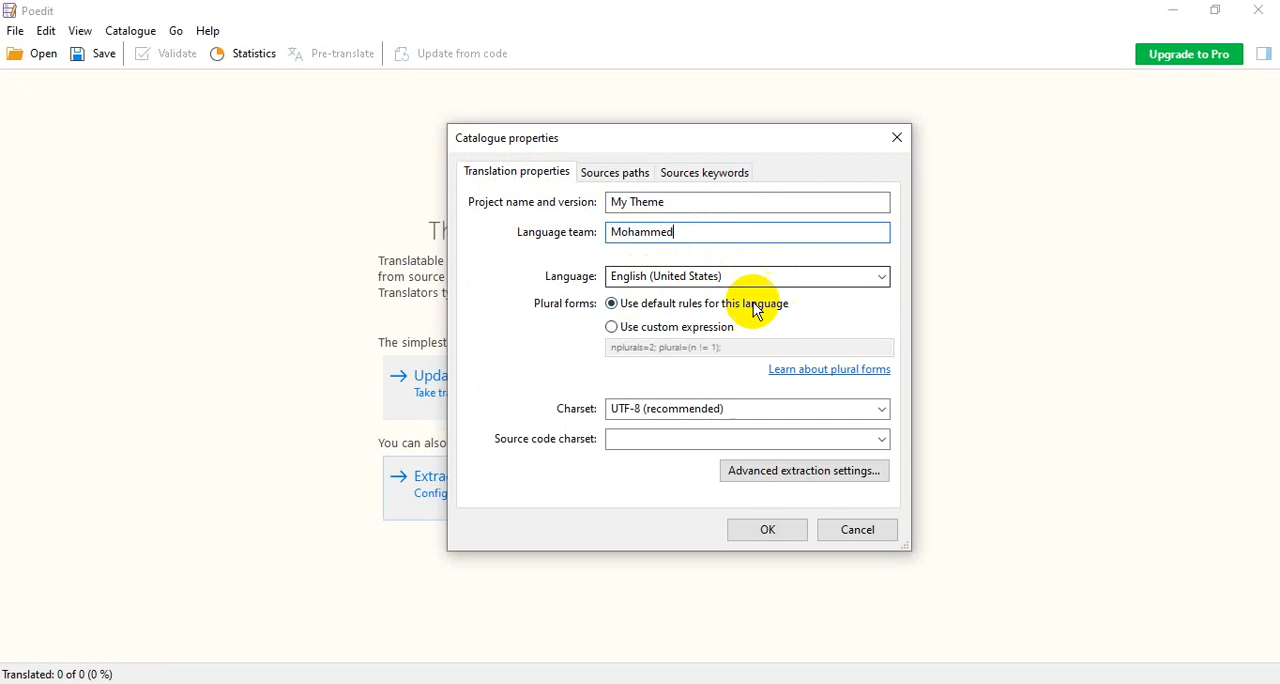 Poedit
File Edit View Catalogue Go Help
Open Save Validate Statistics Pre-translate Update from code Upgrade to Pro
Catalogue properties
Translation properties Sources paths Sources keywords
Project name and version: My Theme
Language team: Mohammed
Translatable
from source
Language: English (United States)
Translators
Plural forms: Use default rules for this language
Use custom expression
The simplest
nplurals=2; plural=(n != 1);
Learn about plural forms
Take
Charset: UTF-8 (recommended)
You can also
Source code charset:
Advanced extraction settings...
OK Cancel
Translated: 0 of 0 (0 %)